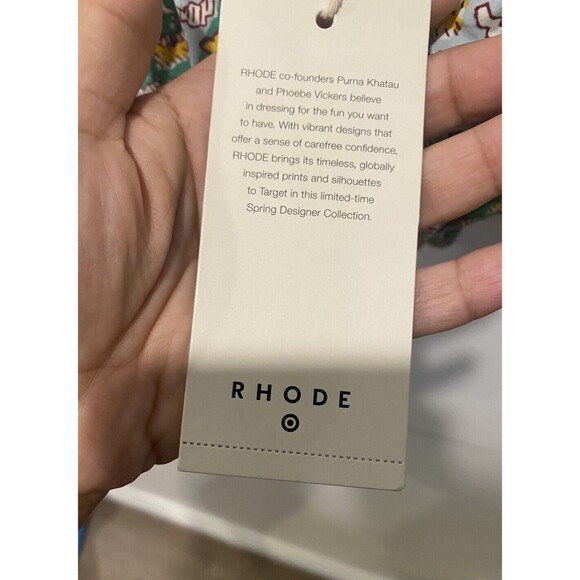 RHODE co-founders Purna Khatau
and Phoebe Vickers believe
in dressing for the fun you want
to have. With vibrant designs that
offer a sense of carefree confidence,
RHODE brings its timeless, globally
inspired prints and silhouettes
to Target in this limited-time
Spring Designer Collection.
RHODE